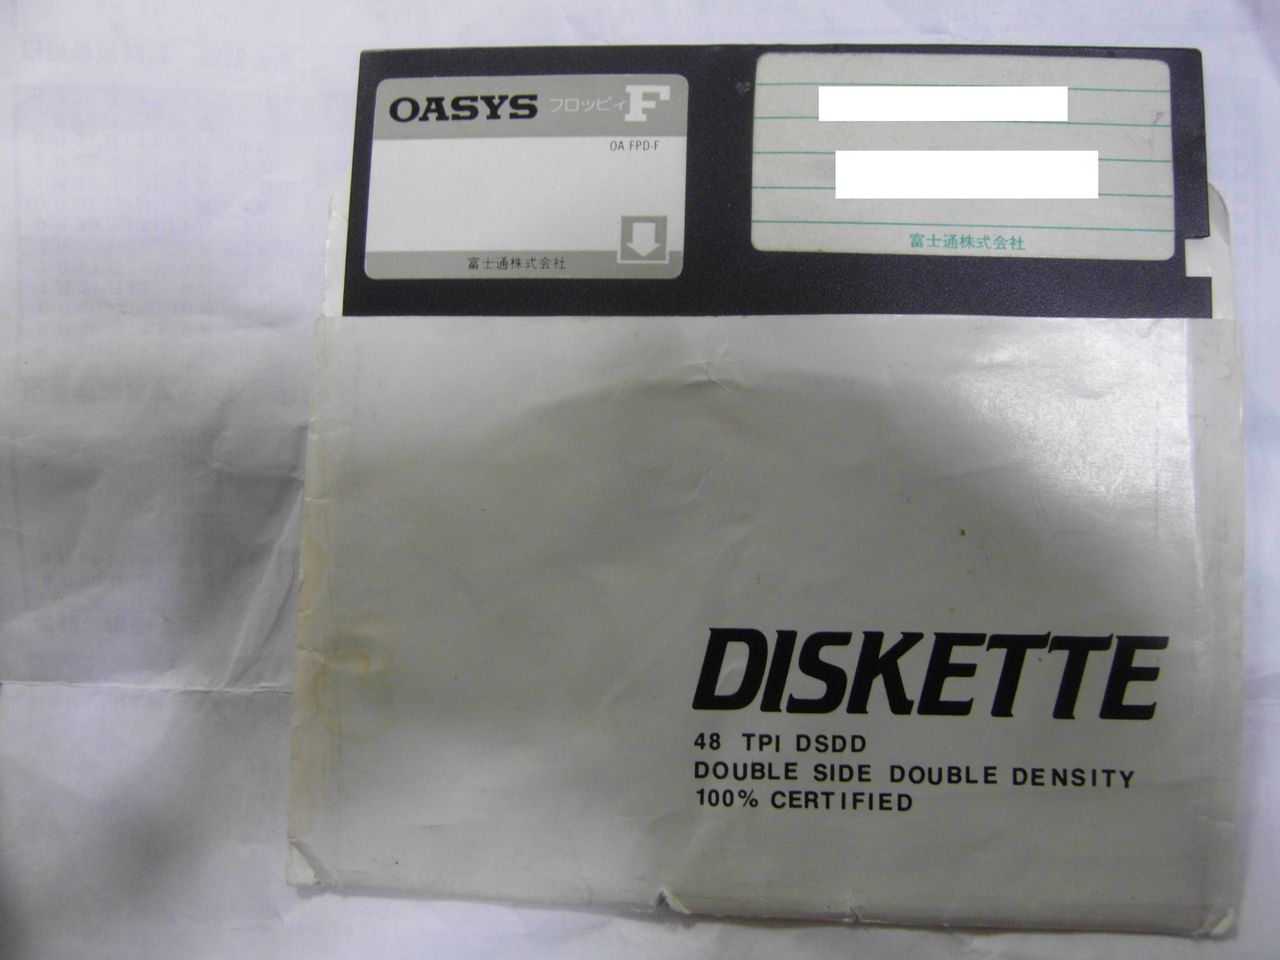 OASYS フロッピィF
OA FPD-F
富士通株式会社
富士通株式会社
DISKETTE
48 TPI DSDD
DOUBLE SIDE DOUBLE DENSITY
100% CERTIFIED